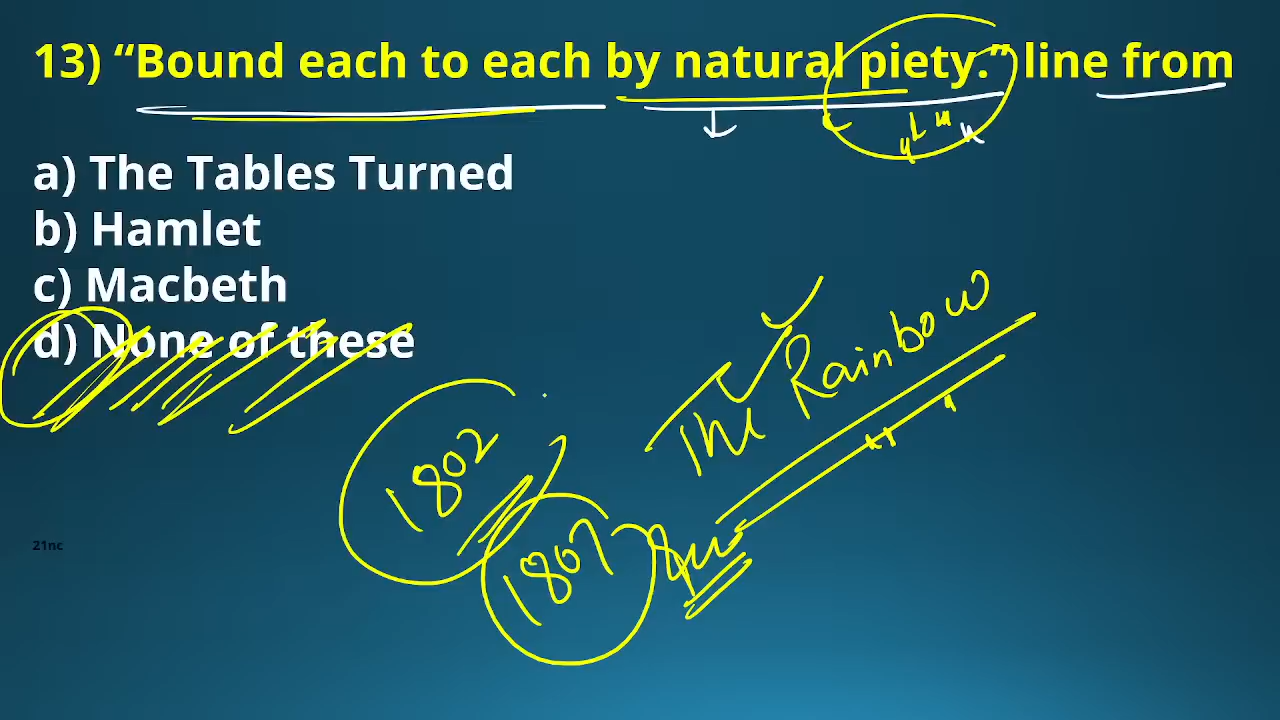 13) “Bound each to each by natural piety.” line from
a) The Tables Turned
b) Hamlet
c) Macbeth
d) None of these
The Rainbow
1802
1807
21nc